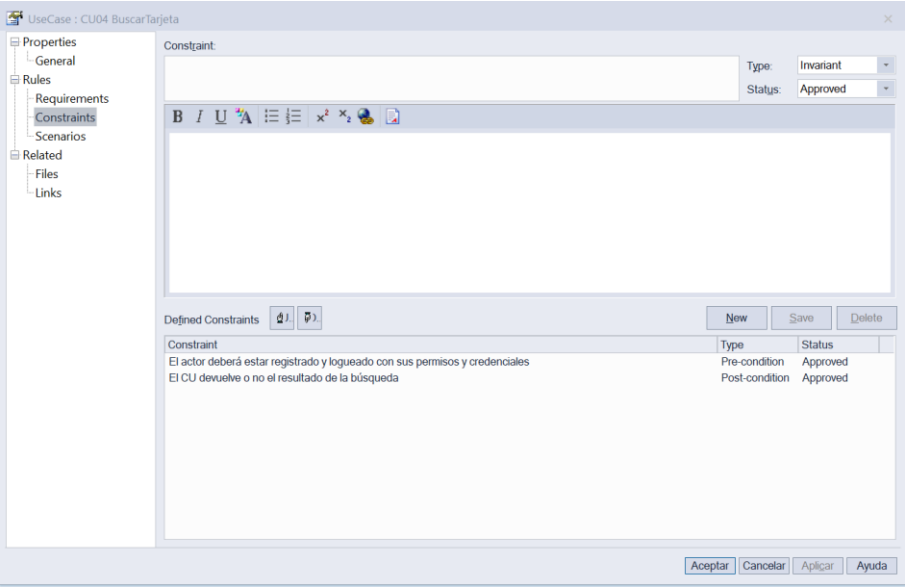 UseCase : CU04 BuscarTarjeta
Properties
General
Rules
Requirements
Constraints
Scenarios
Related
Files
Links
Constraint:
Type: Invariant
Status: Approved
B I U A x² x₂
Defined Constraints
New Save Delete
Constraint Type Status
El actor deberá estar registrado y logueado con sus permisos y credenciales Pre-condition Approved
El CU devuelve o no el resultado de la búsqueda Post-condition Approved
Aceptar Cancelar Aplicar Ayuda